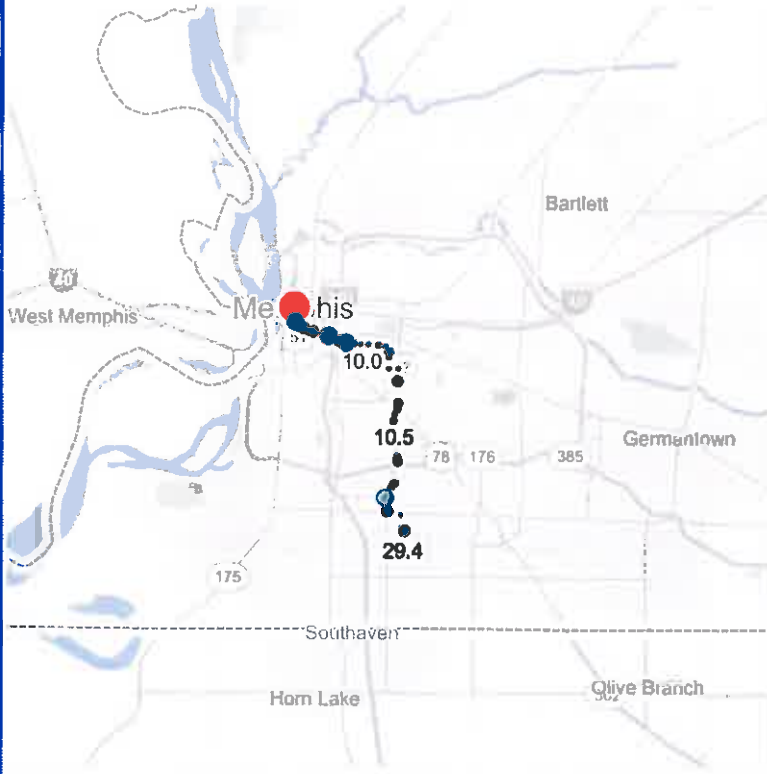 Bartlett
40
West Memphis
Me his
10.0
10.5
Germantown
78
176
385
29.4
175
Southaven
Horn Lake
Olive Branch